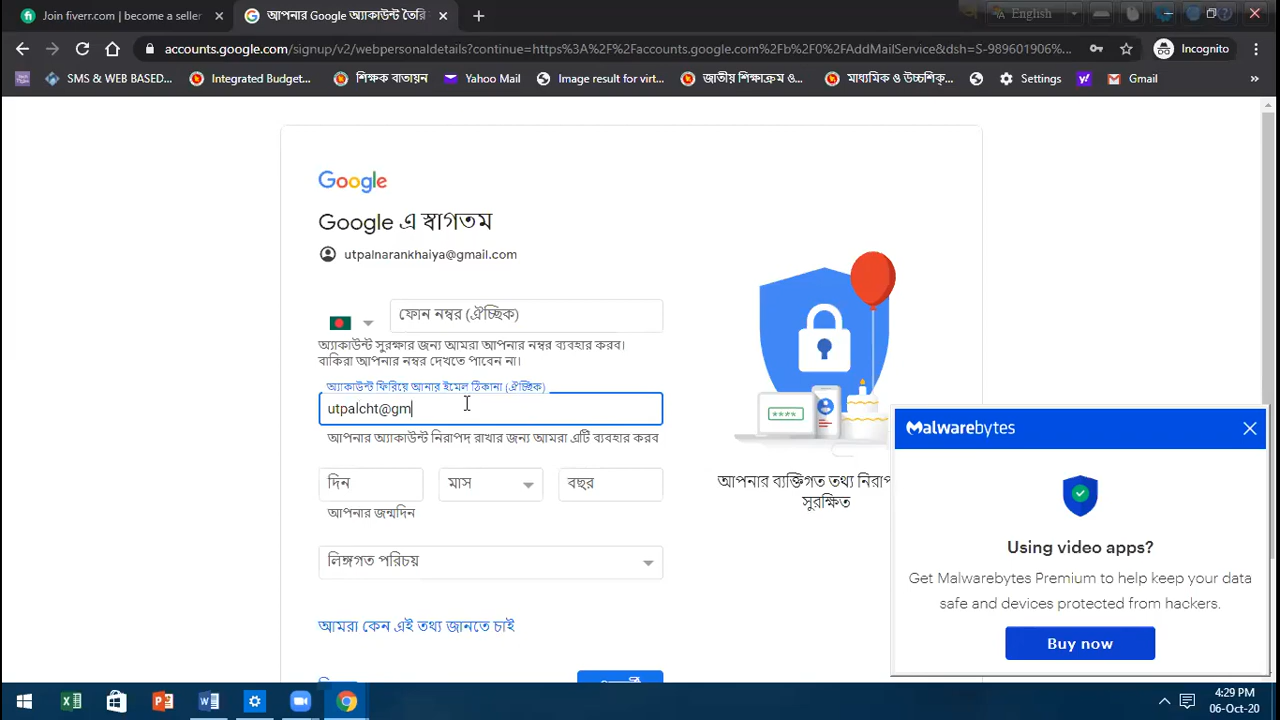 Join fiverr.com | become a seller
আপনার Google অ্যাকাউন্ট তৈরি
English
accounts.google.com/signup/v2/webpersonaldetails?continue=https%3A%2F%2Faccounts.google.com%2Fb%2F0%2FAddMailService&dsh=S-989601906%...
Incognito
SMS & WEB BASED...
Integrated Budget...
শিক্ষক বাতায়ন
Yahoo Mail
Image result for virt...
জাতীয় শিক্ষাক্রম ও...
মাধ্যমিক ও উচ্চশিক্...
Settings
Gmail
Google
Google এ স্বাগতম
utpalnarankhaiya@gmail.com
ফোন নম্বর (ঐচ্ছিক)
অ্যাকাউন্ট সুরক্ষার জন্য আমরা আপনার নম্বর ব্যবহার করব।
বাকিরা আপনার নম্বর দেখতে পাবেন না।
অ্যাকাউন্ট ফিরিয়ে আনার ইমেল ঠিকানা (ঐচ্ছিক)
utpalcht@gm
আপনার অ্যাকাউন্ট নিরাপদ রাখার জন্য আমরা এটি ব্যবহার করব
দিন
মাস
বছর
আপনার জন্মদিন
লিঙ্গগত পরিচয়
আমরা কেন এই তথ্য জানতে চাই
আপনার ব্যক্তিগত তথ্য নিরাপ
সুরক্ষিত
Malwarebytes
Using video apps?
Get Malwarebytes Premium to help keep your data
safe and devices protected from hackers.
Buy now
4:29 PM
06-Oct-20